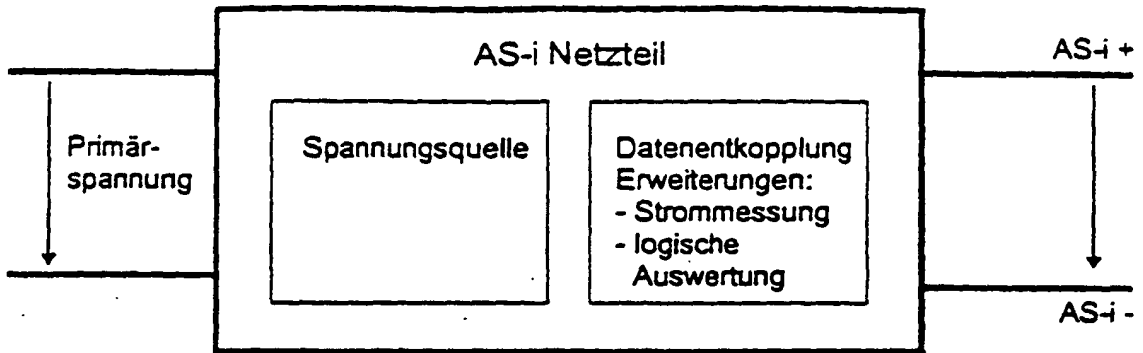 AS-i Netzteil
AS-i +
Primär-
spannung
Spannungsquelle
Datenentkopplung
Erweiterungen:
- Strommessung
- logische
Auswertung
AS-i -